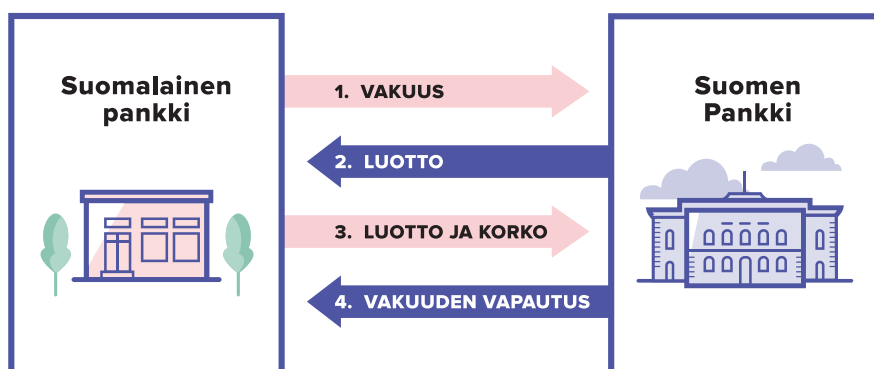 Suomalainen
pankki
1. VAKUUS
2. LUOTTO
3. LUOTTO JA KORKO
4. VAKUUDEN VAPAUTUS
Suomen
Pankki